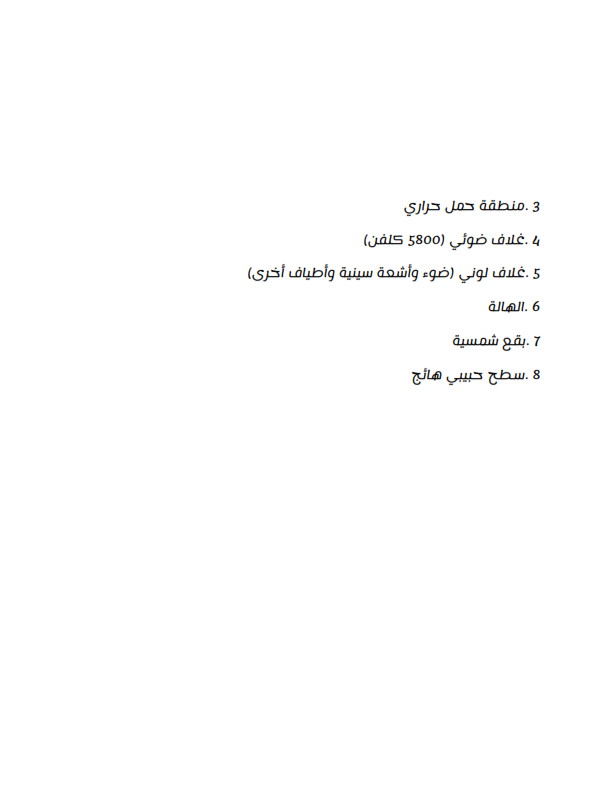 3 .منطقة حمل حراري
4 .غلاف ضوئي (5800 كلفن)
5 .غلاف لوني (ضوء وأشعة سينية وأطياف أخرى)
6 .الهالة
7 .بقع شمسية
8 .سطح حبيبي هائج